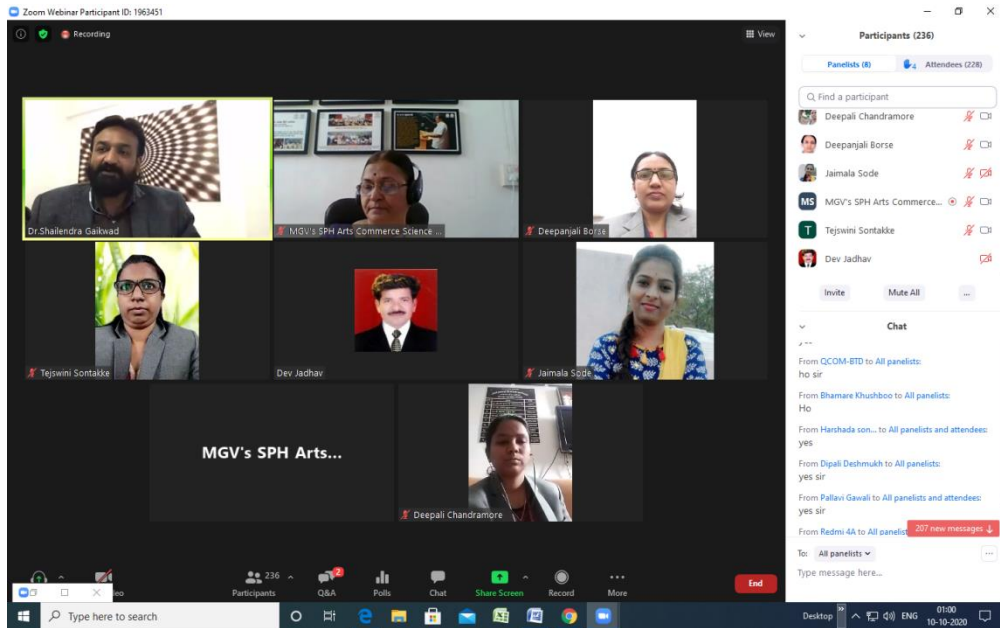 Zoom Webinar Participant ID: 1963451
Recording
View
Dr.Shailendra Gaikwad
MGV's SPH Arts Commerce Science ...
Deepanjali Borse
Tejswini Sontakke
Dev Jadhav
Jaimala Sode
MGV's SPH Arts...
Deepali Chandramore
236
Participants
2
Q&A
Polls
Chat
Share Screen
Record
More
End
Participants (236)
Panelists (8)
4
Attendees (228)
Find a participant
Deepali Chandramore
Deepanjali Borse
Jaimala Sode
MS
MGV's SPH Arts Commerce...
T
Tejswini Sontakke
Dev Jadhav
Invite
Mute All
...
Chat
From QCOM-BTD to All panelists:
ho sir
From Bhamare Khushboo to All panelists:
Ho
From Harshada son... to All panelists and attendees:
yes
From Dipali Deshmukh to All panelists:
yes sir
From Pallavi Gawali to All panelists and attendees:
yes sir
From Redmi 4A to All
207 new messages
To: All panelists
Type message here...
Type here to search
Desktop
ENG
01:00
10-10-2020